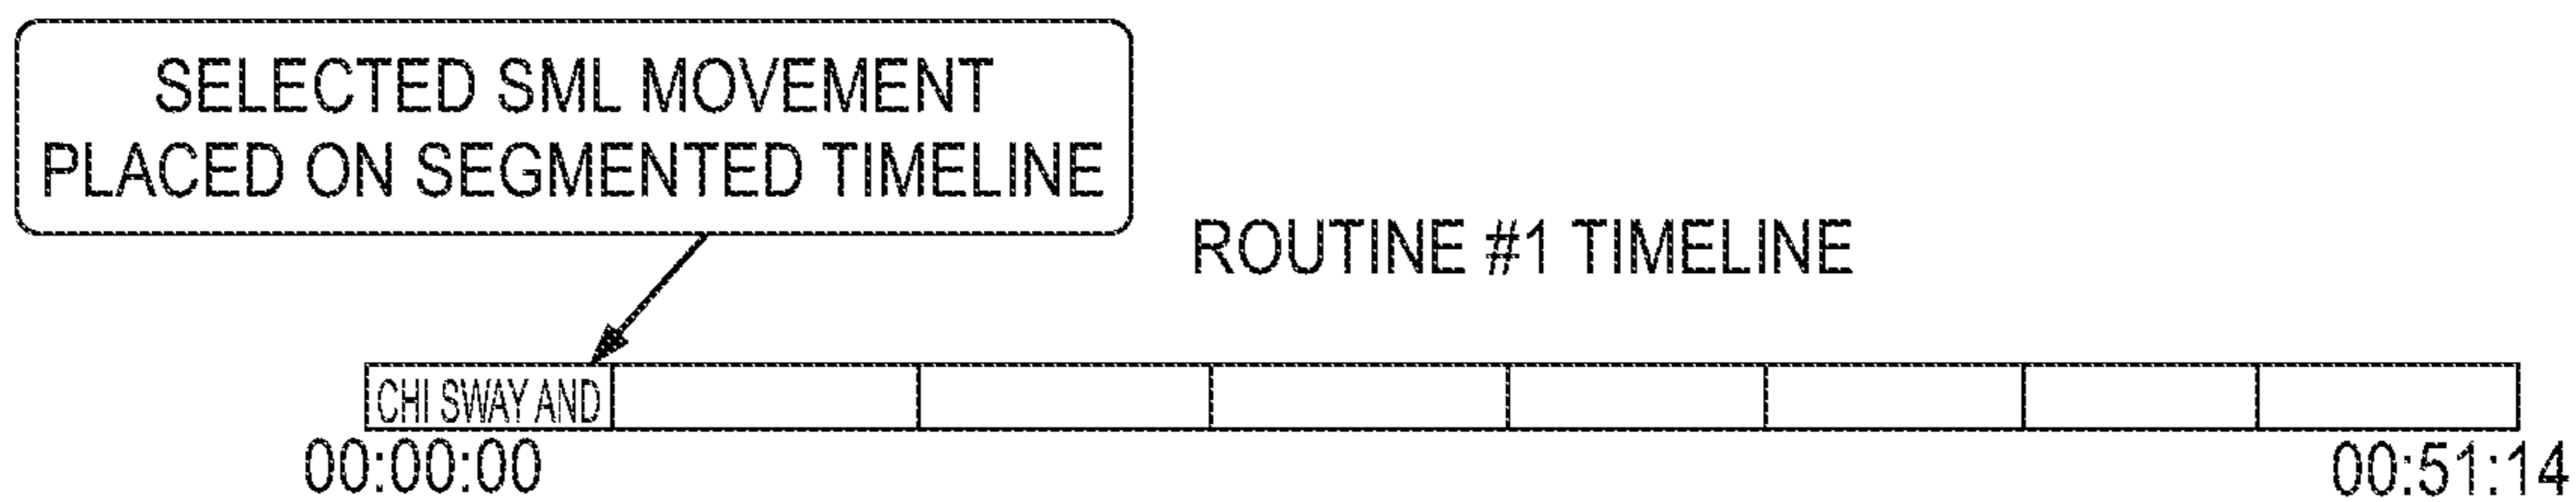 SELECTED SML MOVEMENT
PLACED ON SEGMENTED TIMELINE
ROUTINE #1 TIMELINE
CHI SWAY AND
00:00:00
00:51:14